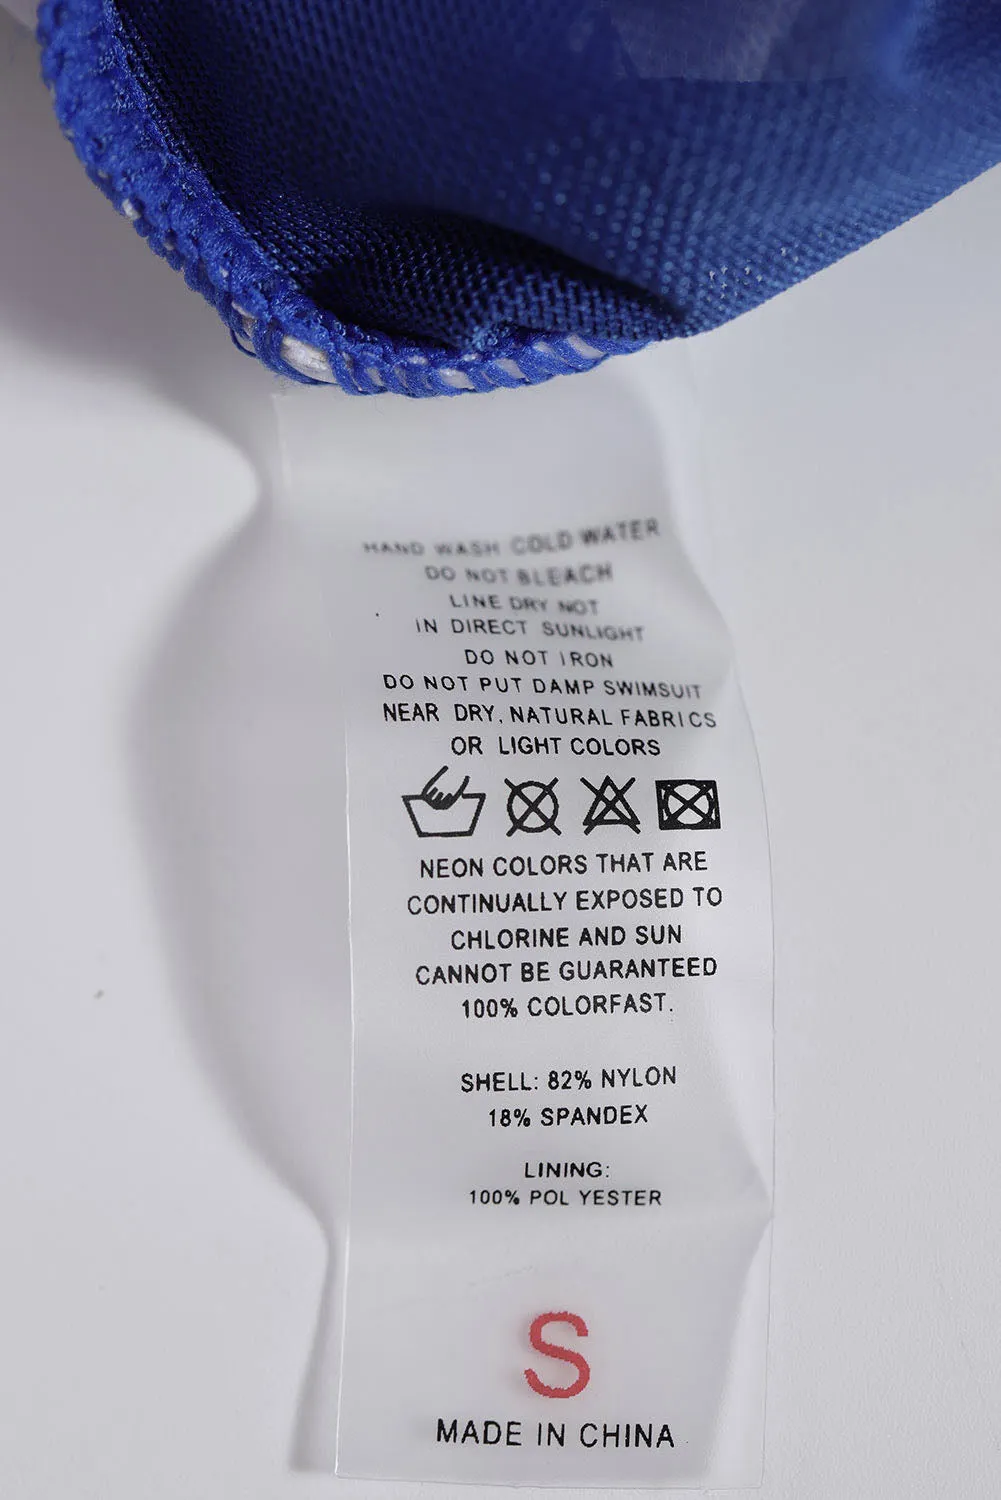 HAND WASH COLD WATER
DO NOT BLEACH
LINE DRY NOT
IN DIRECT SUNLIGHT
DO NOT IRON
DO NOT PUT DAMP SWIMSUIT
NEAR DRY, NATURAL FABRICS
OR LIGHT COLORS
NEON COLORS THAT ARE
CONTINUALLY EXPOSED TO
CHLORINE AND SUN
CANNOT BE GUARANTEED
100% COLORFAST.
SHELL: 82% NYLON
18% SPANDEX
LINING:
100% POL YESTER
S
MADE IN CHINA